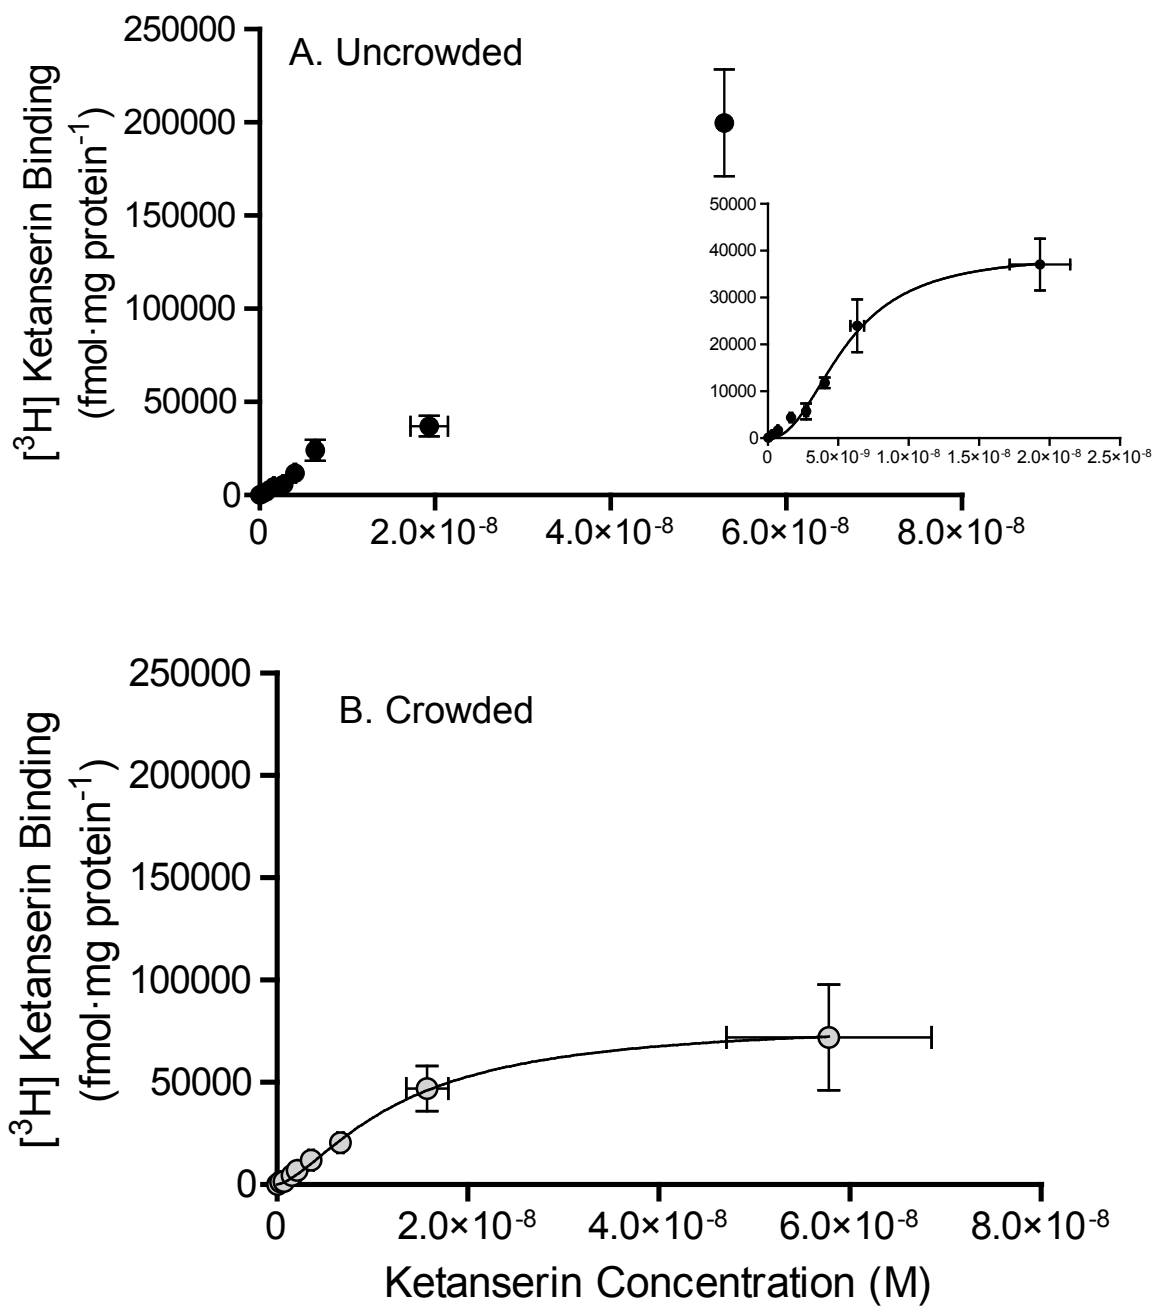 A. Uncrowded
[³H] Ketanserin Binding
(fmol·mg protein⁻¹)
250000
200000
150000
100000
50000
0
0 2.0×10⁻⁸ 4.0×10⁻⁸ 6.0×10⁻⁸ 8.0×10⁻⁸
50000
40000
30000
20000
10000
0
0 5.0×10⁻⁹ 1.0×10⁻⁸ 1.5×10⁻⁸ 2.0×10⁻⁸ 2.5×10⁻⁸
B. Crowded
[³H] Ketanserin Binding
(fmol·mg protein⁻¹)
250000
200000
150000
100000
50000
0
0 2.0×10⁻⁸ 4.0×10⁻⁸ 6.0×10⁻⁸ 8.0×10⁻⁸
Ketanserin Concentration (M)